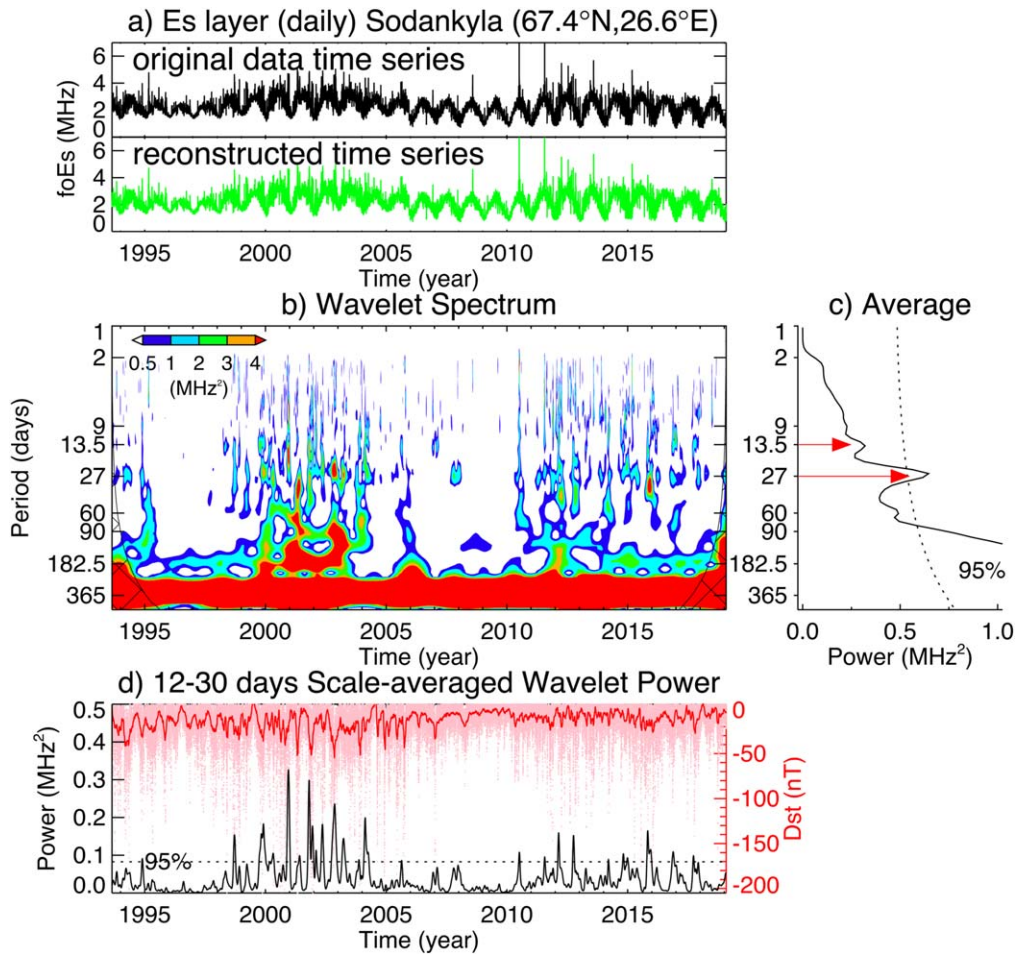 a) Es layer (daily) Sodankyla (67.4°N,26.6°E)
original data time series
6
4
2
0
reconstructed time series
6
4
2
0
foEs (MHz)
1995 2000 2005 2010 2015
Time (year)
b) Wavelet Spectrum
1
2
9
13.5
27
60
90
182.5
365
Period (days)
0.5 1 2 3 4
(MHz²)
1995 2000 2005 2010 2015
Time (year)
c) Average
1
2
9
13.5
27
60
90
182.5
365
95%
0.0 0.5 1.0
Power (MHz²)
d) 12-30 days Scale-averaged Wavelet Power
0.5
0.4
0.3
0.2
0.1
0.0
Power (MHz²)
95%
0
-50
-100
-150
-200
Dst (nT)
1995 2000 2005 2010 2015
Time (year)